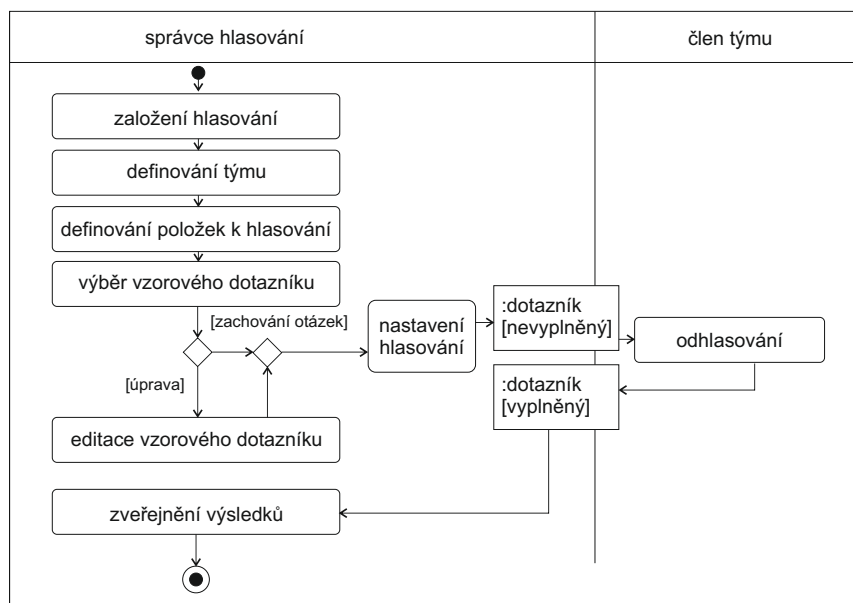 správce hlasování
člen týmu
založení hlasování
definování týmu
definování položek k hlasování
výběr vzorového dotazníku
[zachování otázek]
[úprava]
editace vzorového dotazníku
nastavení
hlasování
:dotazník
[nevyplněný]
odhlasování
:dotazník
[vyplněný]
zveřejnění výsledků